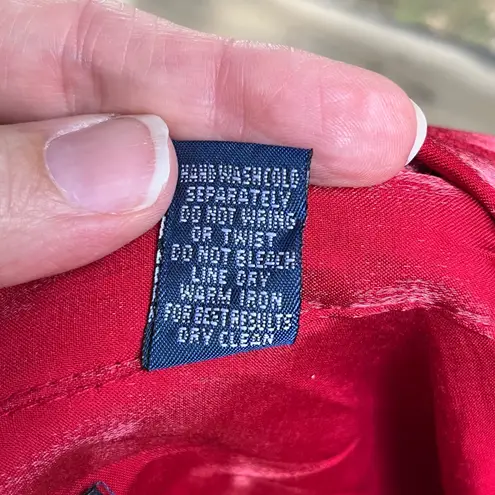 HAND WASH COLD
SEPARATELY
DO NOT WRING
OR TWIST
DO NOT BLEACH
LINE DRY
WARM IRON
FOR BEST RESULTS
DRY CLEAN